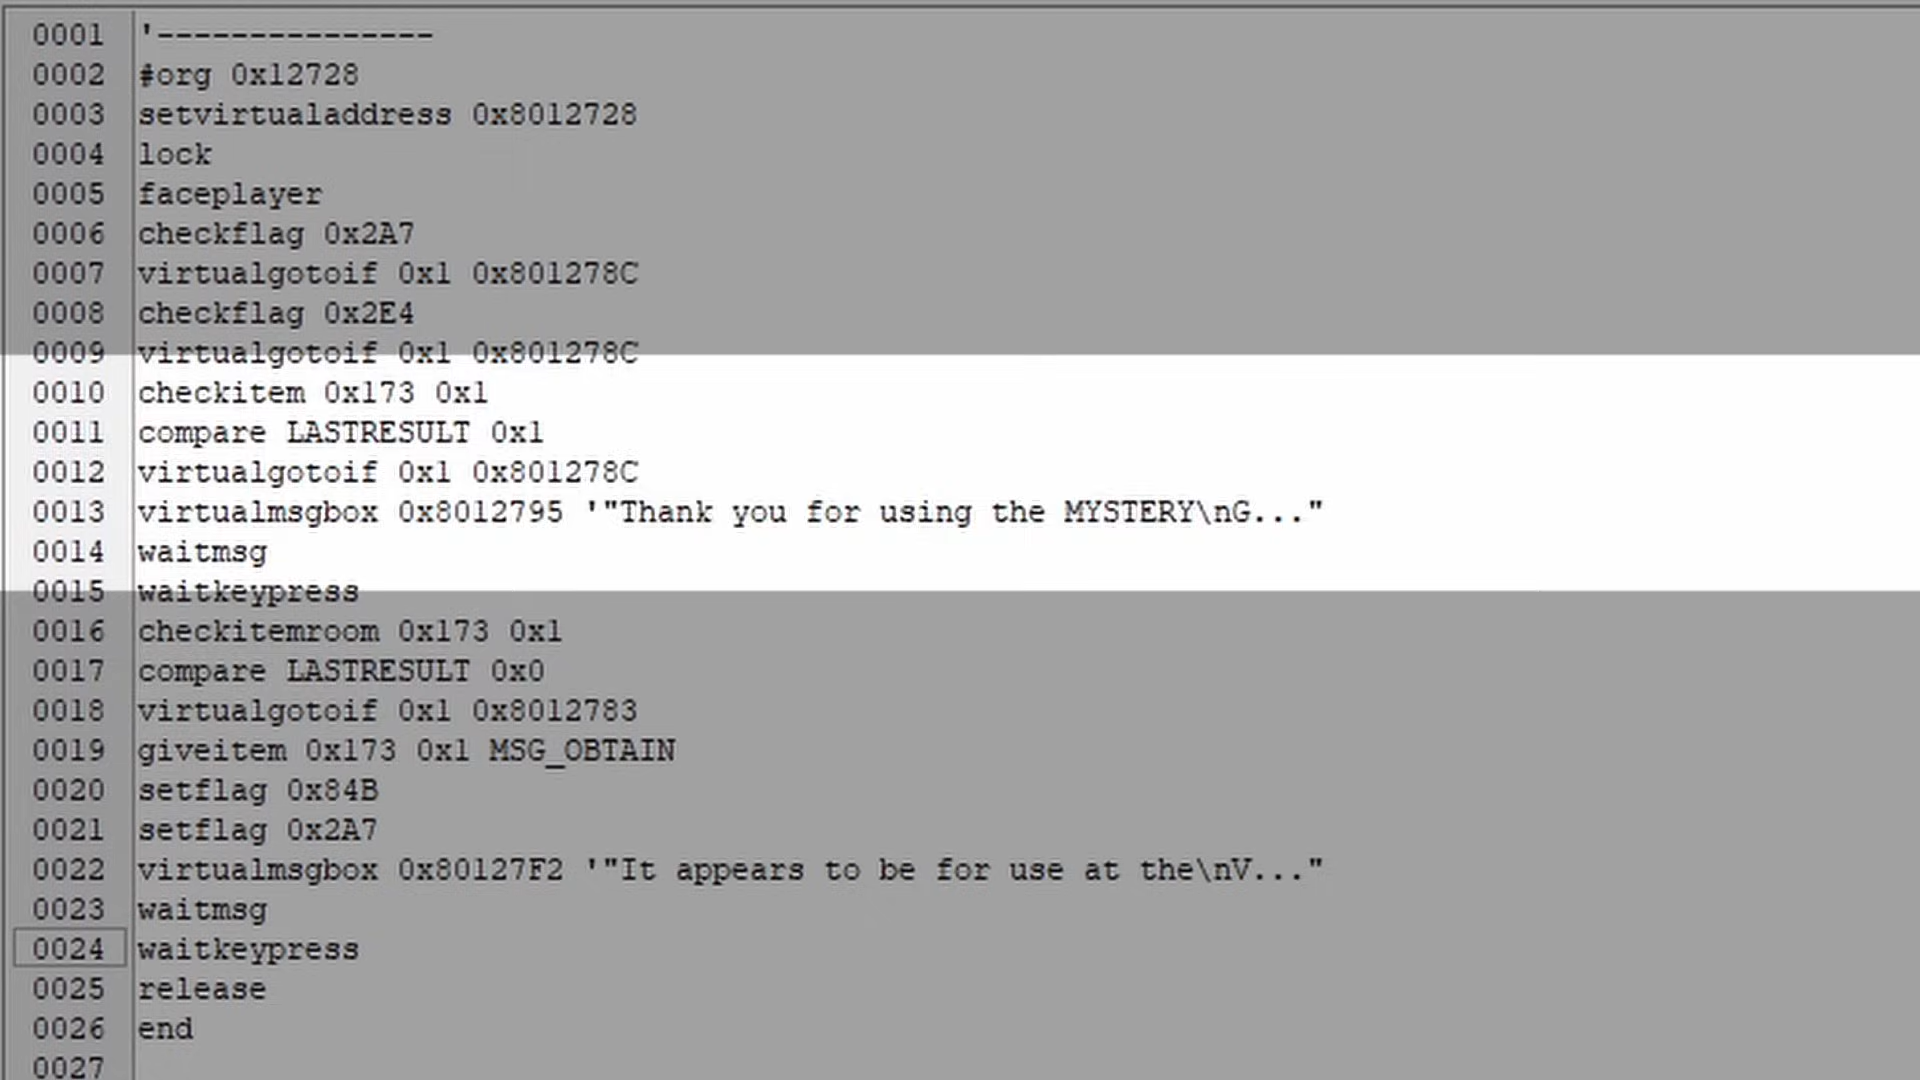 0001 '---------------
0002 #org 0x12728
0003 setvirtualaddress 0x8012728
0004 lock
0005 faceplayer
0006 checkflag 0x2A7
0007 virtualgotoif 0x1 0x801278C
0008 checkflag 0x2E4
0009 virtualgotoif 0x1 0x801278C
0010 checkitem 0x173 0x1
0011 compare LASTRESULT 0x1
0012 virtualgotoif 0x1 0x801278C
0013 virtualmsgbox 0x8012795 '"Thank you for using the MYSTERY\nG..."
0014 waitmsg
0015 waitkeypress
0016 checkitemroom 0x173 0x1
0017 compare LASTRESULT 0x0
0018 virtualgotoif 0x1 0x8012783
0019 giveitem 0x173 0x1 MSG_OBTAIN
0020 setflag 0x84B
0021 setflag 0x2A7
0022 virtualmsgbox 0x80127F2 '"It appears to be for use at the\nV..."
0023 waitmsg
0024 waitkeypress
0025 release
0026 end
0027